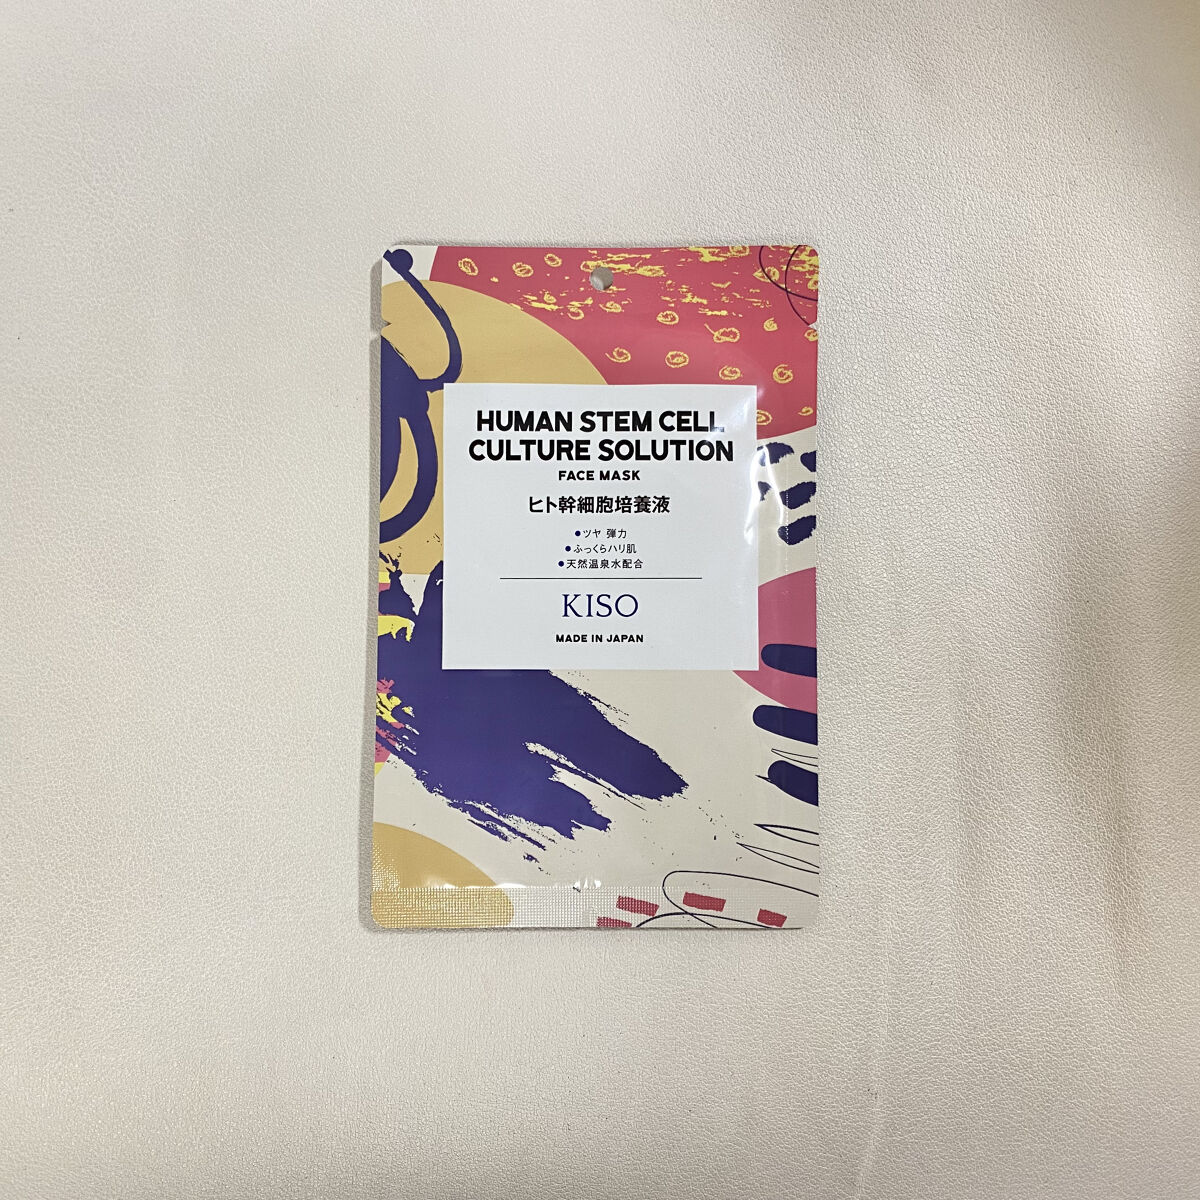 HUMAN STEM CELL
CULTURE SOLUTION
FACE MASK
ヒト幹細胞培養液
●ツヤ 弾力
●ふっくらハリ肌
●天然温泉水配合
KISO
MADE IN JAPAN